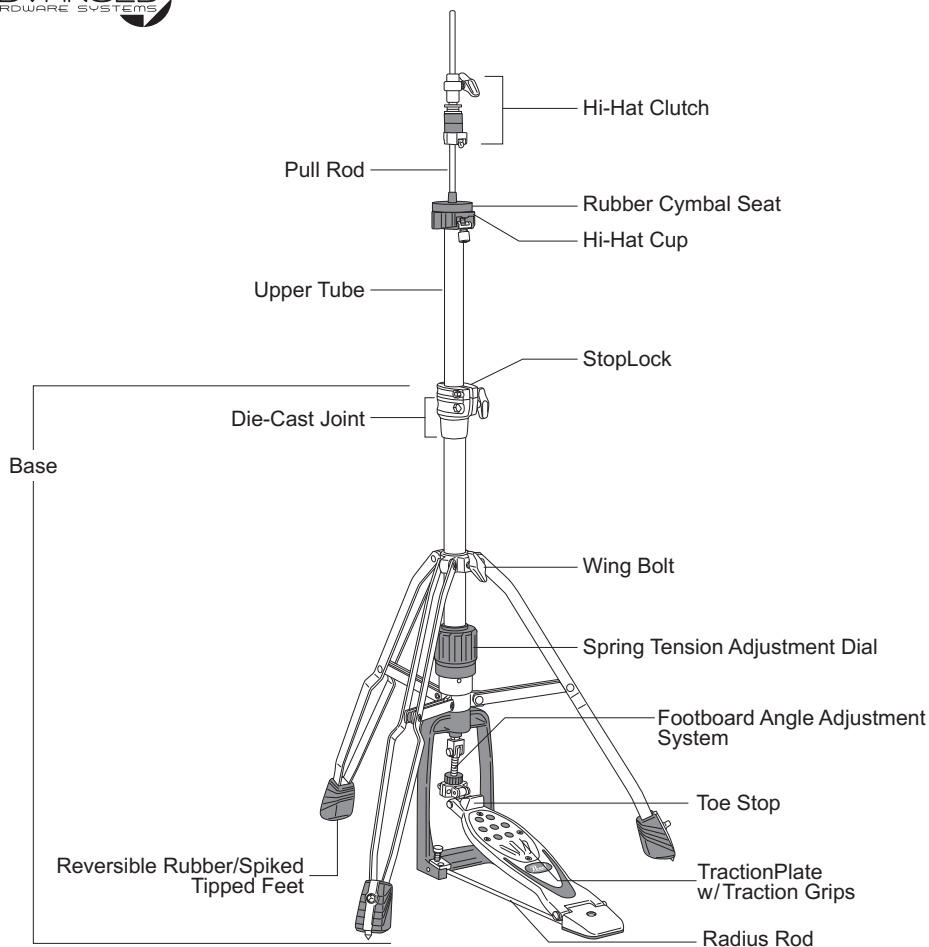 HARDWARE SYSTEMS
Hi-Hat Clutch
Pull Rod
Rubber Cymbal Seat
Hi-Hat Cup
Upper Tube
StopLock
Die-Cast Joint
Base
Wing Bolt
Spring Tension Adjustment Dial
Footboard Angle Adjustment
System
Toe Stop
Reversible Rubber/Spiked
Tipped Feet
TractionPlate
w/Traction Grips
Radius Rod